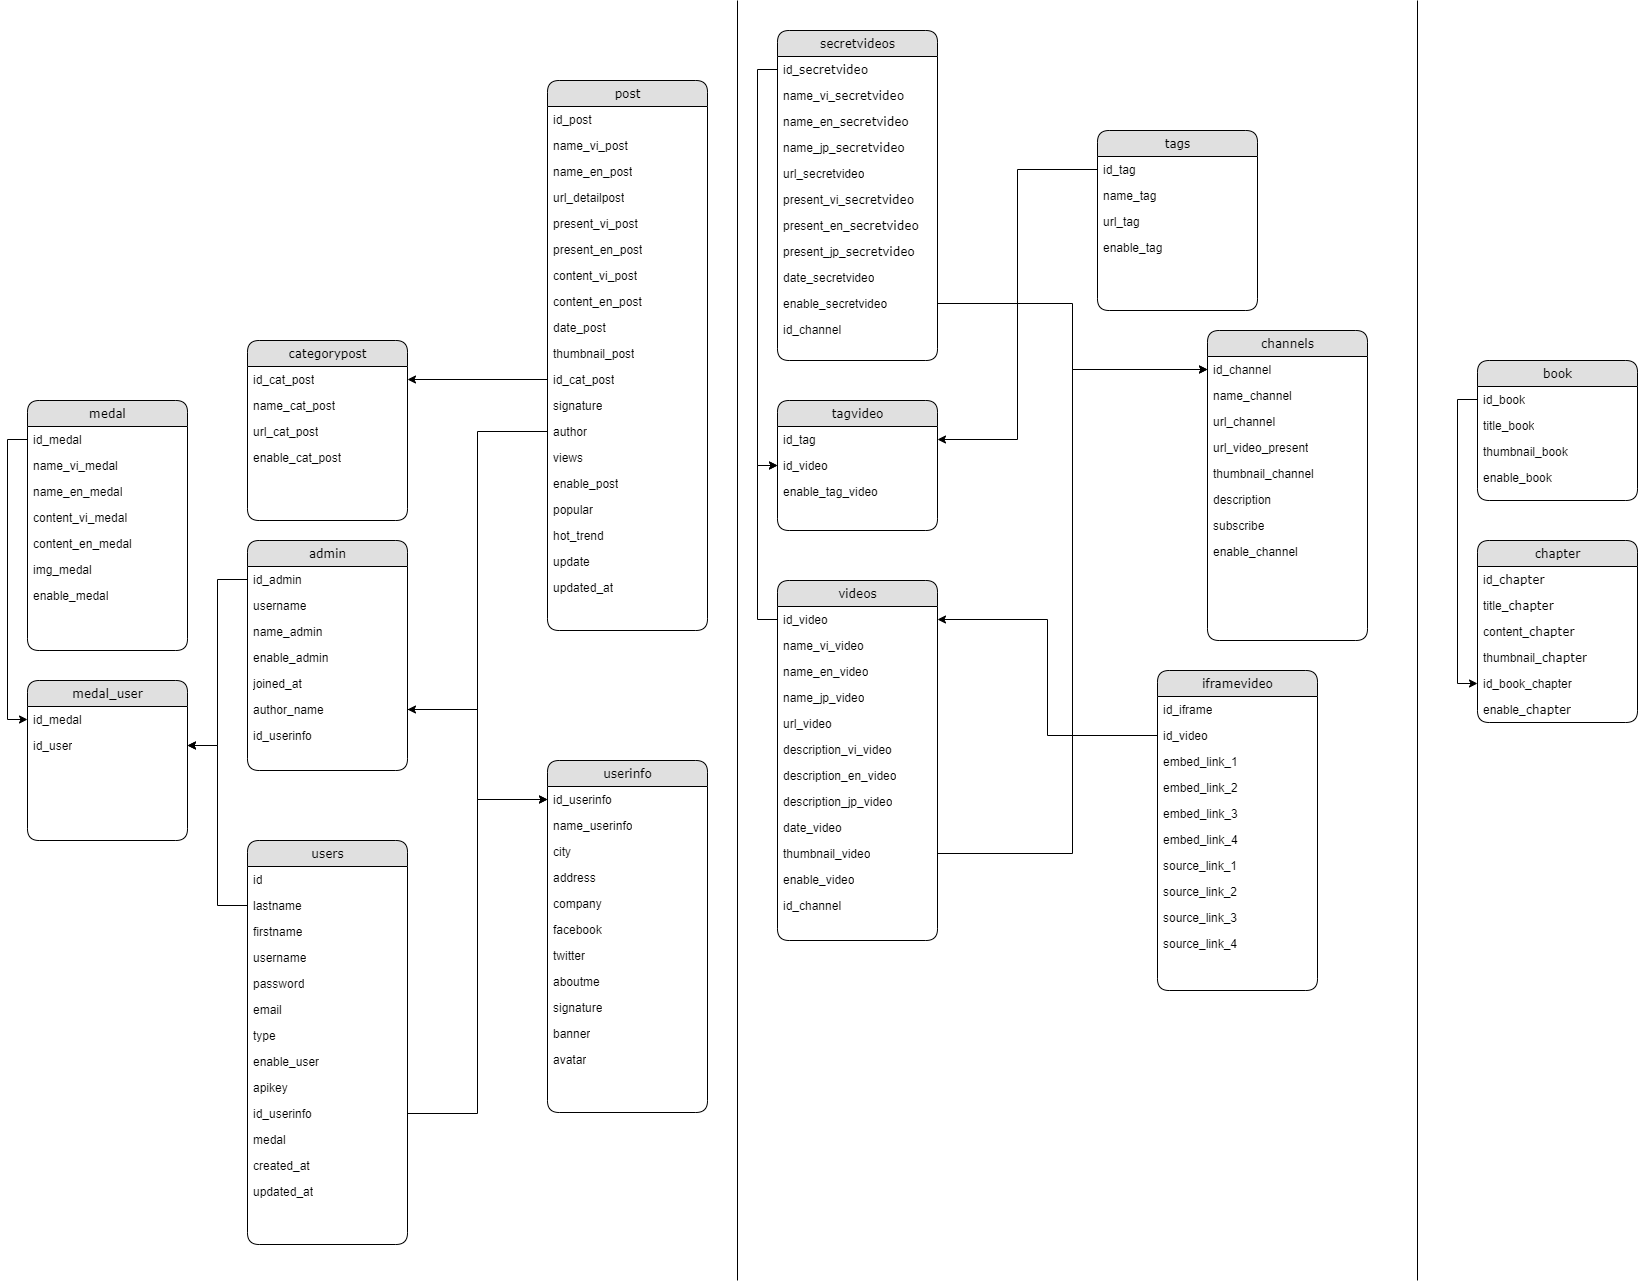 medal
id_medal
name_vi_medal
name_en_medal
content_vi_medal
content_en_medal
img_medal
enable_medal
medal_user
id_medal
id_user
categorypost
id_cat_post
name_cat_post
url_cat_post
enable_cat_post
admin
id_admin
username
name_admin
enable_admin
joined_at
author_name
id_userinfo
users
id
lastname
firstname
username
password
email
type
enable_user
apikey
id_userinfo
medal
created_at
updated_at
post
id_post
name_vi_post
name_en_post
url_detailpost
present_vi_post
present_en_post
content_vi_post
content_en_post
date_post
thumbnail_post
id_cat_post
signature
author
views
enable_post
popular
hot_trend
update
updated_at
userinfo
id_userinfo
name_userinfo
city
address
company
facebook
twitter
aboutme
signature
banner
avatar
secretvideos
id_secretvideo
name_vi_secretvideo
name_en_secretvideo
name_jp_secretvideo
url_secretvideo
present_vi_secretvideo
present_en_secretvideo
present_jp_secretvideo
date_secretvideo
enable_secretvideo
id_channel
tagvideo
id_tag
id_video
enable_tag_video
videos
id_video
name_vi_video
name_en_video
name_jp_video
url_video
description_vi_video
description_en_video
description_jp_video
date_video
thumbnail_video
enable_video
id_channel
tags
id_tag
name_tag
url_tag
enable_tag
channels
id_channel
name_channel
url_channel
url_video_present
thumbnail_channel
description
subscribe
enable_channel
iframevideo
id_iframe
id_video
embed_link_1
embed_link_2
embed_link_3
embed_link_4
source_link_1
source_link_2
source_link_3
source_link_4
book
id_book
title_book
thumbnail_book
enable_book
chapter
id_chapter
title_chapter
content_chapter
thumbnail_chapter
id_book_chapter
enable_chapter